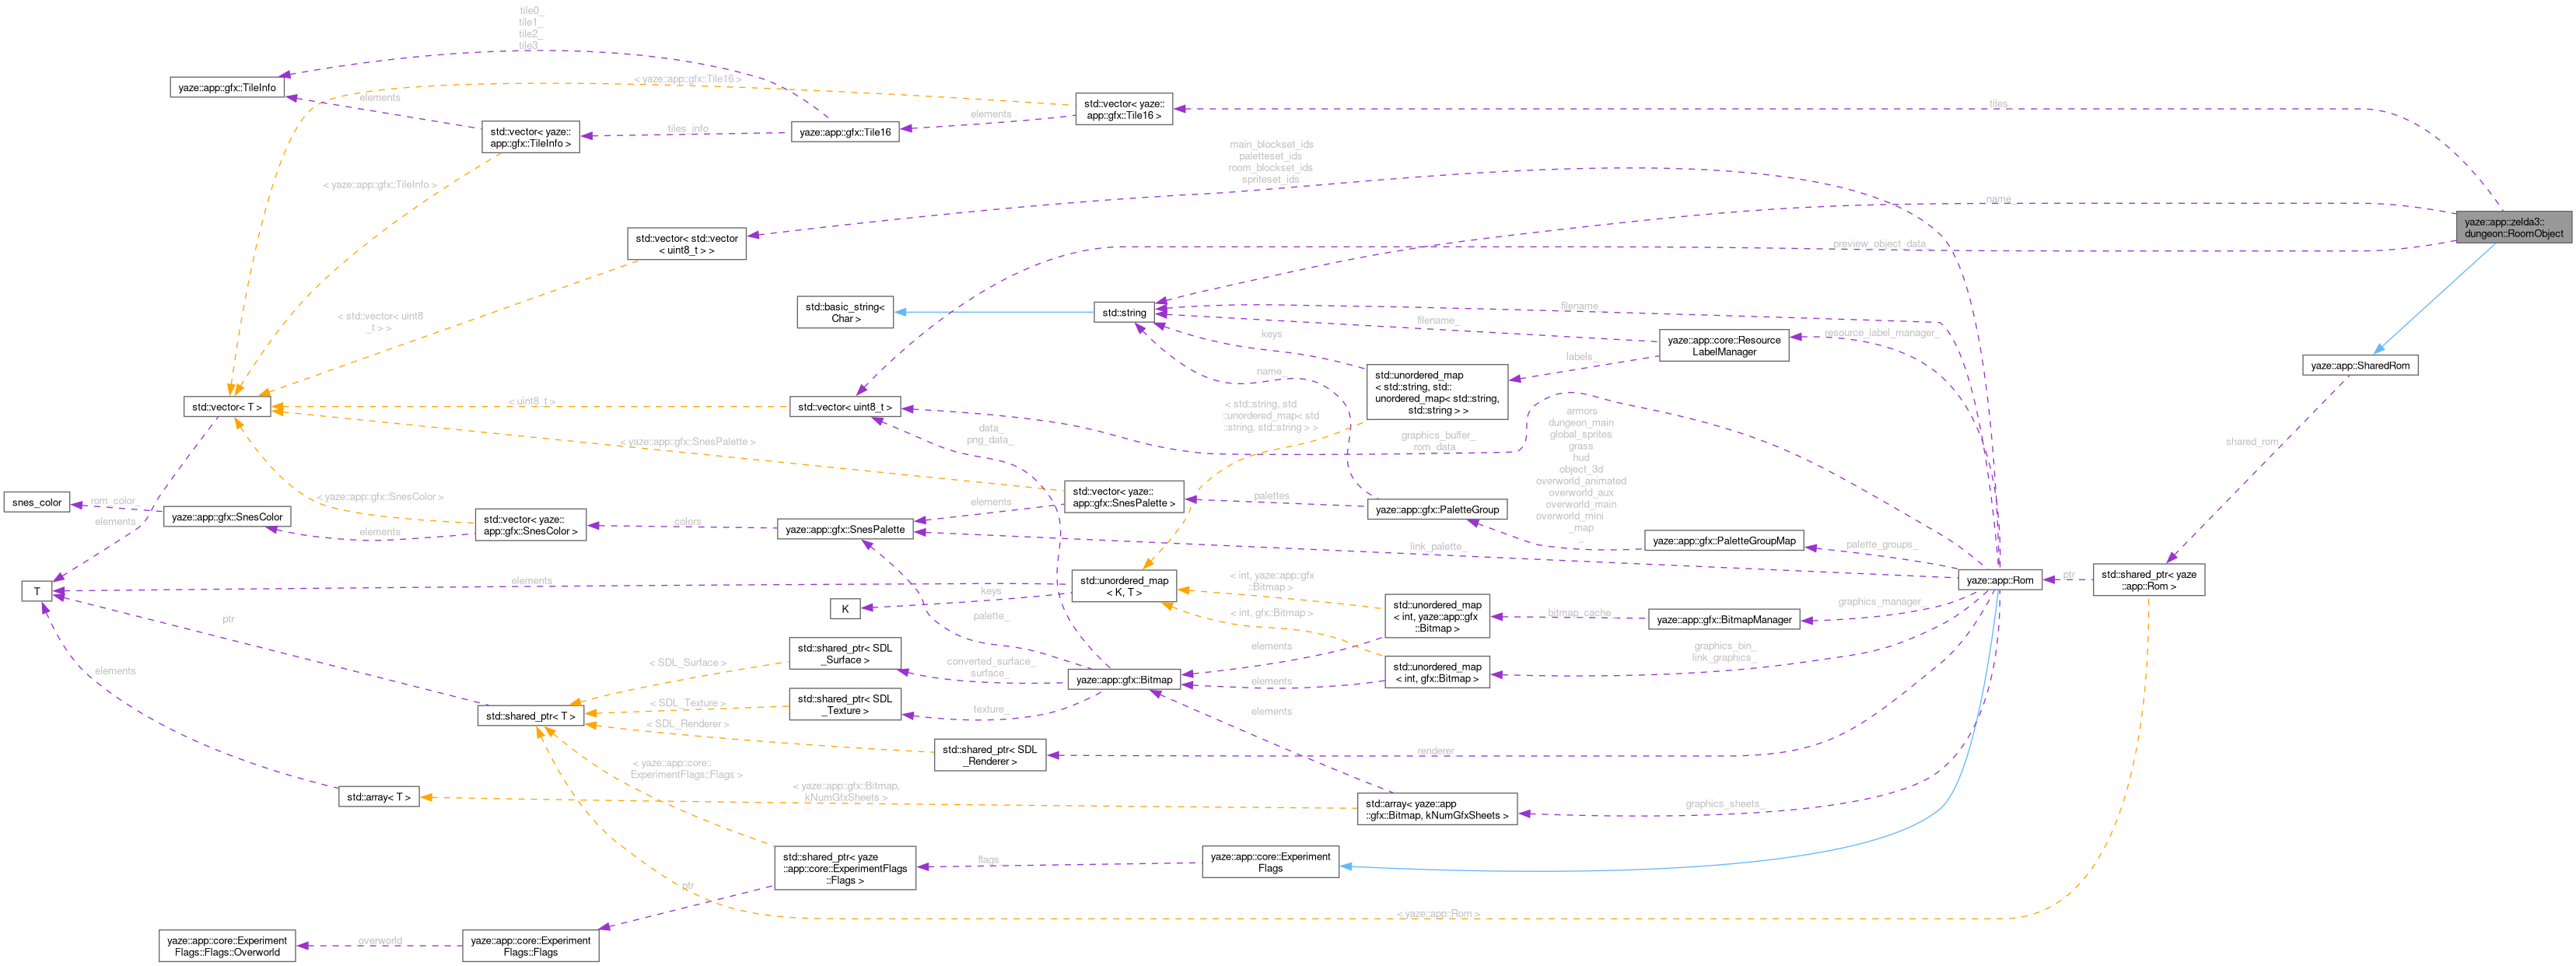 tile0_
tile1_
tile2_
tile3_
yaze::app::gfx::TileInfo
elements
< yaze::app::gfx::Tile16 >
std::vector< yaze::
app::gfx::TileInfo >
tiles_info
yaze::app::gfx::Tile16
elements
std::vector< yaze::
app::gfx::Tile16 >
tiles_
main_blockset_ids
paletteset_ids
room_blockset_ids
spriteset_ids
< yaze::app::gfx::TileInfo >
std::vector< std::vector
< uint8_t > >
name_
yaze::app::zelda3::
dungeon::RoomObject
preview_object_data_
std::basic_string<
Char >
std::string
filename_
filename_
keys
yaze::app::core::Resource
LabelManager
resource_label_manager_
< std::vector< uint8
_t > >
labels_
std::unordered_map
< std::string, std::
unordered_map< std::string,
std::string > >
name_
yaze::app::SharedRom
std::vector< T >
< uint8_t >
std::vector< uint8_t >
< std::string, std
::unordered_map< std
::string, std::string > >
data_
png_data_
graphics_buffer_
rom_data_
armors
dungeon_main
global_sprites
grass
hud
object_3d
overworld_animated
overworld_aux
overworld_main
overworld_mini
_map
...
shared_rom_
< yaze::app::gfx::SnesPalette >
snes_color
rom_color_
yaze::app::gfx::SnesColor
elements
< yaze::app::gfx::SnesColor >
elements
std::vector< yaze::
app::gfx::SnesColor >
colors
yaze::app::gfx::SnesPalette
elements
std::vector< yaze::
app::gfx::SnesPalette >
palettes
yaze::app::gfx::PaletteGroup
yaze::app::gfx::PaletteGroupMap
palette_groups_
link_palette_
T
elements
std::unordered_map
< K, T >
keys
K
palette_
< int, yaze::app::gfx
::Bitmap >
< int, gfx::Bitmap >
std::unordered_map
< int, yaze::app::gfx
::Bitmap >
bitmap_cache_
yaze::app::gfx::BitmapManager
graphics_manager_
yaze::app::Rom
ptr
std::shared_ptr< yaze
::app::Rom >
ptr
elements
std::shared_ptr< SDL
_Surface >
< SDL_Surface >
converted_surface_
surface_
yaze::app::gfx::Bitmap
elements
elements
std::unordered_map
< int, gfx::Bitmap >
graphics_bin_
link_graphics_
std::shared_ptr< T >
< SDL_Texture >
std::shared_ptr< SDL
_Texture >
texture_
elements
< SDL_Renderer >
std::shared_ptr< SDL
_Renderer >
renderer_
< yaze::app::core::
ExperimentFlags::Flags >
std::array< T >
< yaze::app::gfx::Bitmap,
kNumGfxSheets >
std::array< yaze::app
::gfx::Bitmap, kNumGfxSheets >
graphics_sheets_
std::shared_ptr< yaze
::app::core::ExperimentFlags
::Flags >
flags_
yaze::app::core::Experiment
Flags
ptr
< yaze::app::Rom >
yaze::app::core::Experiment
Flags::Flags::Overworld
overworld
yaze::app::core::Experiment
Flags::Flags